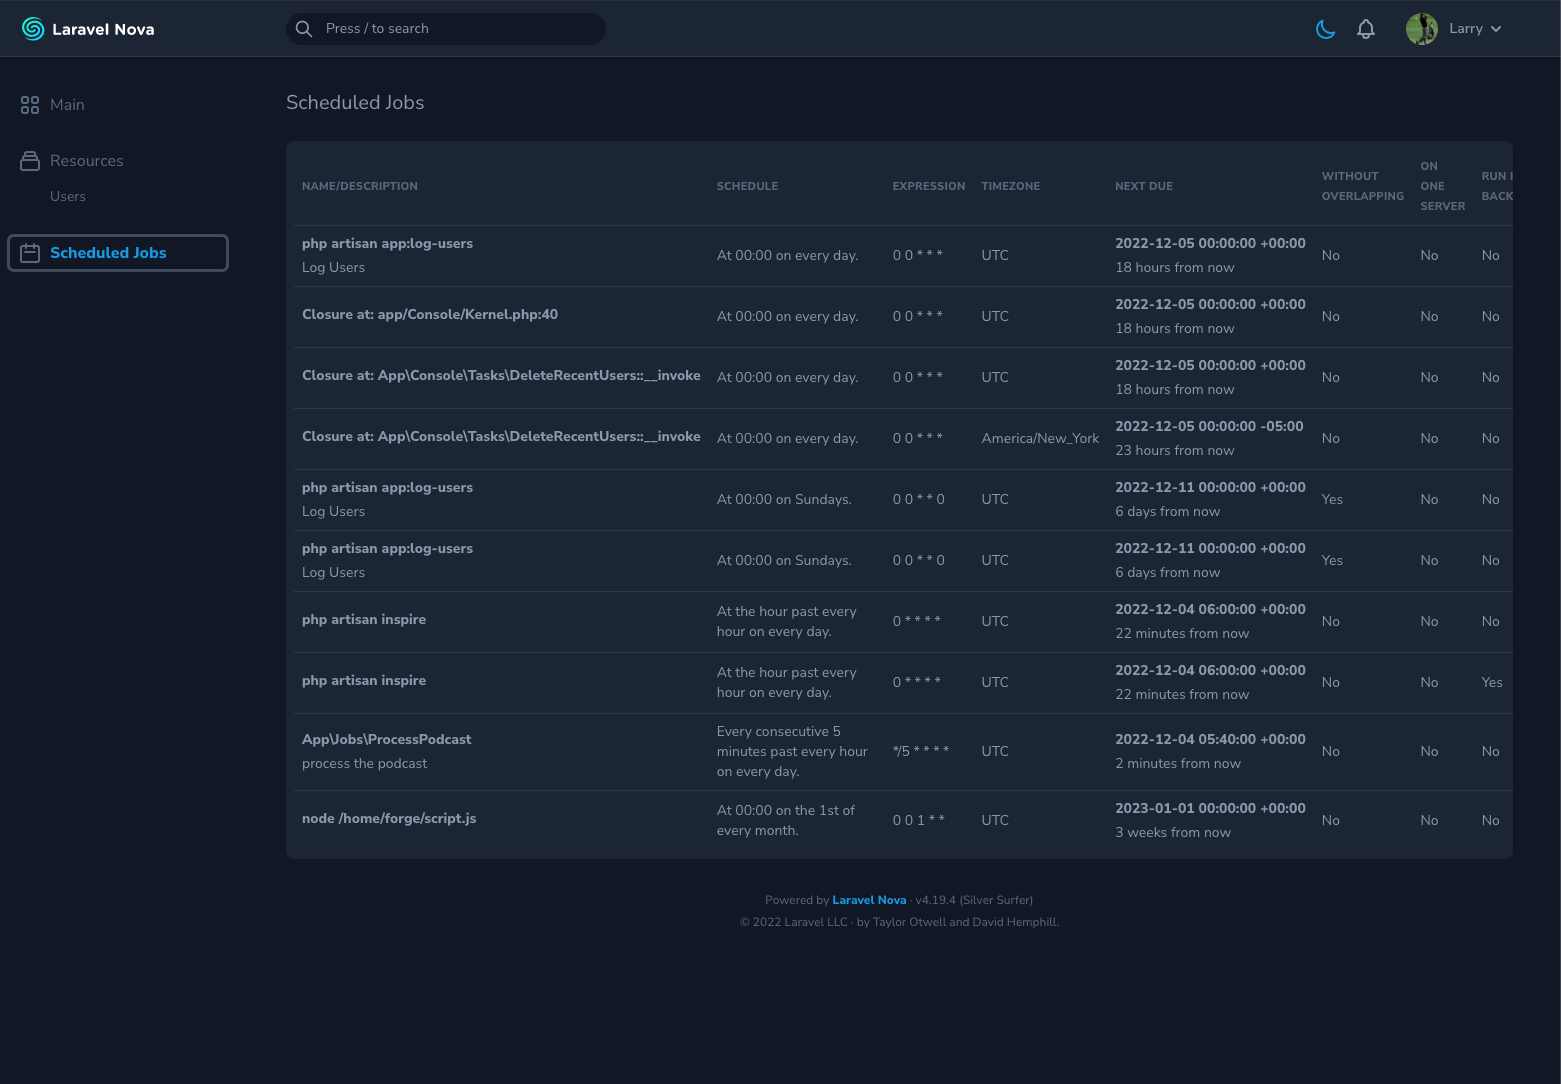 Laravel Nova
Press / to search
Larry
Main
Resources
Users
Scheduled Jobs
Scheduled Jobs
NAME/DESCRIPTION SCHEDULE EXPRESSION TIMEZONE NEXT DUE WITHOUT OVERLAPPING ON ONE SERVER RUN BACK
php artisan app:log-users
Log Users
At 00:00 on every day.
0 0 * * *
UTC
2022-12-05 00:00:00 +00:00
18 hours from now
No No No
Closure at: app/Console/Kernel.php:40
At 00:00 on every day.
0 0 * * *
UTC
2022-12-05 00:00:00 +00:00
18 hours from now
No No No
Closure at: App\Console\Tasks\DeleteRecentUsers::__invoke
At 00:00 on every day.
0 0 * * *
UTC
2022-12-05 00:00:00 +00:00
18 hours from now
No No No
Closure at: App\Console\Tasks\DeleteRecentUsers::__invoke
At 00:00 on every day.
0 0 * * *
America/New_York
2022-12-05 00:00:00 -05:00
23 hours from now
No No No
php artisan app:log-users
Log Users
At 00:00 on Sundays.
0 0 * * 0
UTC
2022-12-11 00:00:00 +00:00
6 days from now
Yes No No
php artisan app:log-users
Log Users
At 00:00 on Sundays.
0 0 * * 0
UTC
2022-12-11 00:00:00 +00:00
6 days from now
Yes No No
php artisan inspire
At the hour past every
hour on every day.
0 * * * *
UTC
2022-12-04 06:00:00 +00:00
22 minutes from now
No No No
php artisan inspire
At the hour past every
hour on every day.
0 * * * *
UTC
2022-12-04 06:00:00 +00:00
22 minutes from now
No No Yes
App\Jobs\ProcessPodcast
process the podcast
Every consecutive 5
minutes past every hour
on every day.
*/5 * * * *
UTC
2022-12-04 05:40:00 +00:00
2 minutes from now
No No No
node /home/forge/script.js
At 00:00 on the 1st of
every month.
0 0 1 * *
UTC
2023-01-01 00:00:00 +00:00
3 weeks from now
No No No
Powered by Laravel Nova · v4.19.4 (Silver Surfer)
© 2022 Laravel LLC · by Taylor Otwell and David Hemphill.